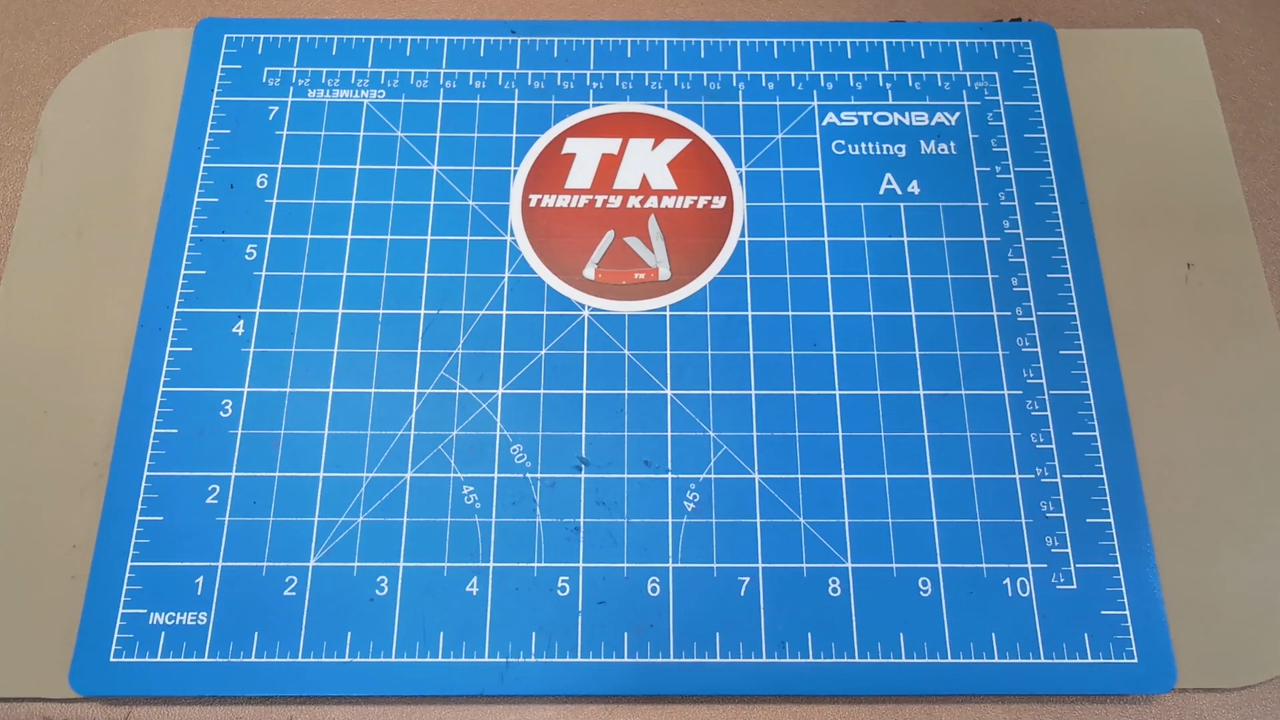 25 24 23 22 21 20 19 18 17 16 15 14 13 12 11 10 9 8 7 6 5 4 3 2 cm 1
CENTIMETER
ASTONBAY
Cutting Mat
A4
TK
THRIFTY KANIFFY
TK
7
6
5
4
3
2
2
3
4
5
6
7
8
9
10
11
12
13
14
15
16
17
60°
45°
45°
1 2 3 4 5 6 7 8 9 10
INCHES